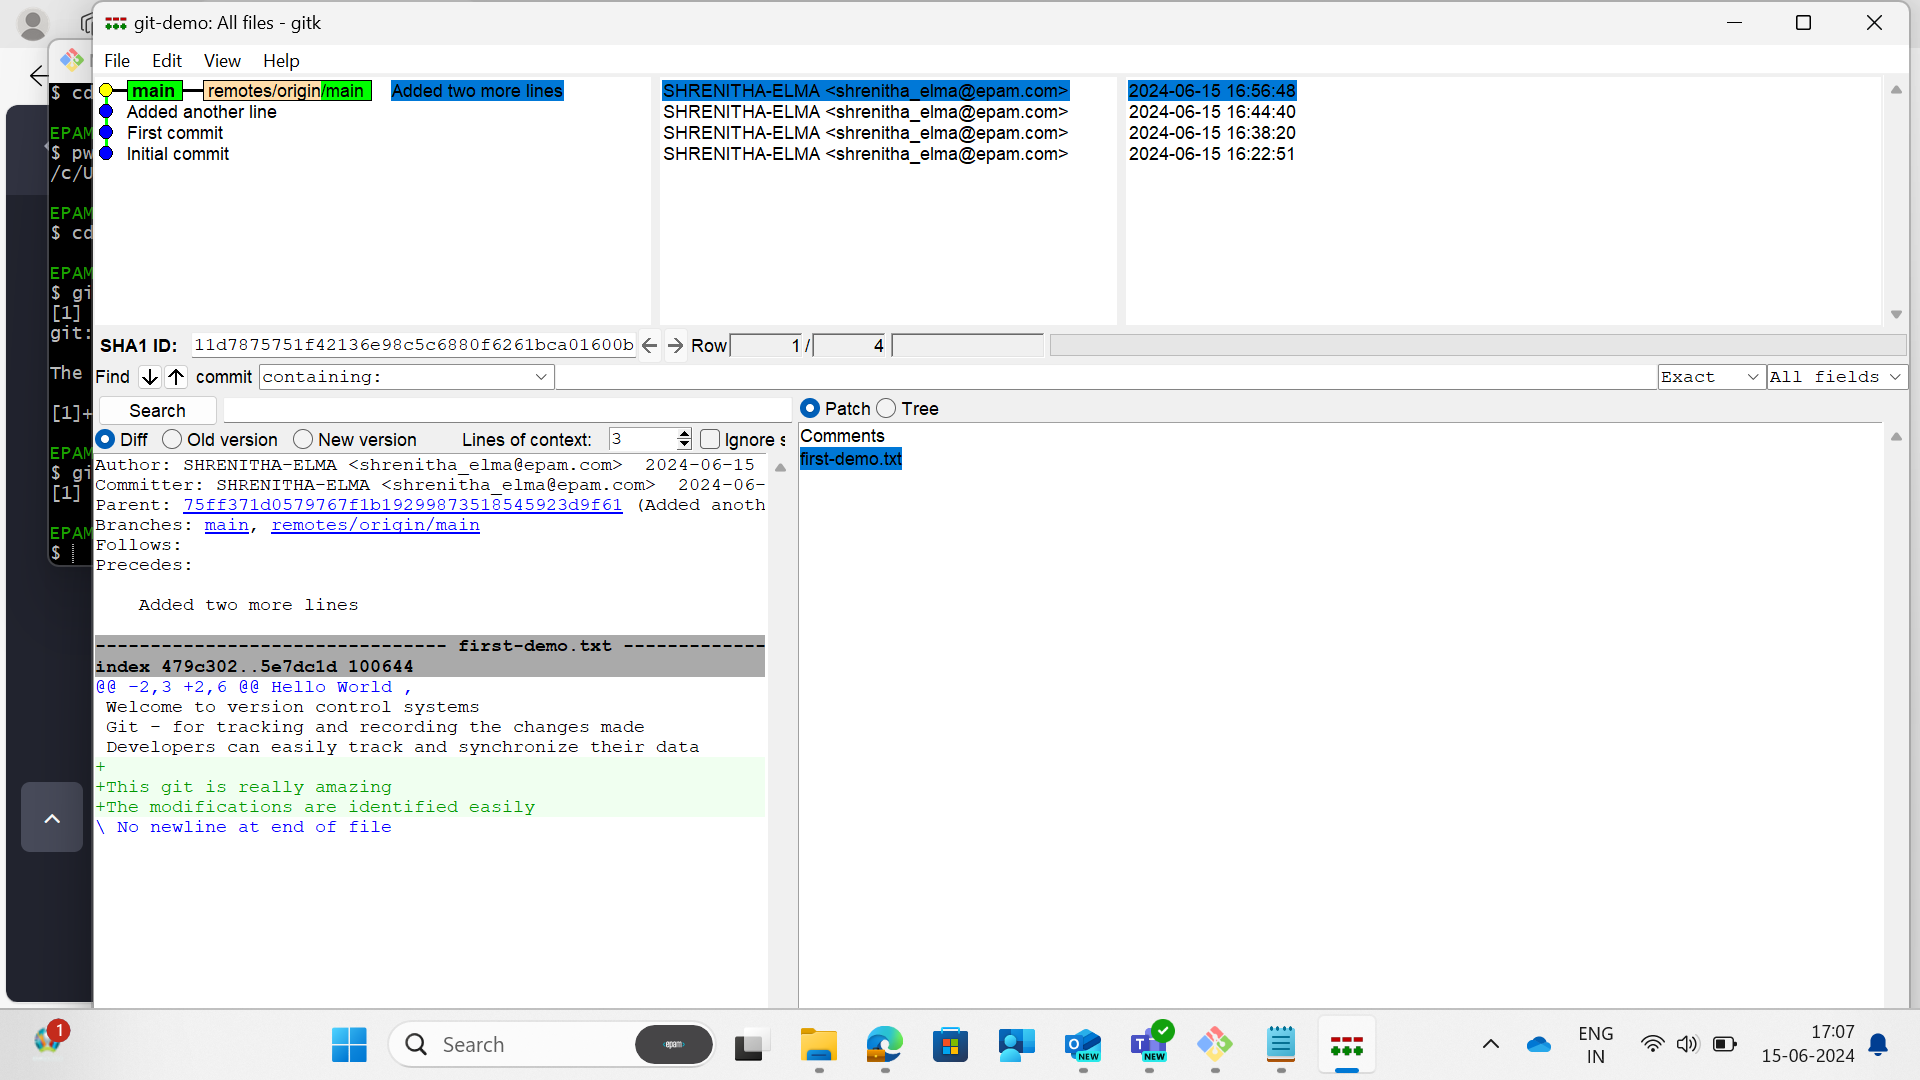 git-demo: All files - gitk
File Edit View Help
main remotes/origin/main Added two more lines SHRENITHA-ELMA <shrenitha_elma@epam.com> 2024-06-15 16:56:48
Added another line SHRENITHA-ELMA <shrenitha_elma@epam.com> 2024-06-15 16:44:40
First commit SHRENITHA-ELMA <shrenitha_elma@epam.com> 2024-06-15 16:38:20
Initial commit SHRENITHA-ELMA <shrenitha_elma@epam.com> 2024-06-15 16:22:51
$ cd
EPAM
$ pw
/c/U
EPAM
$ cd
EPAM
$ gi
[1]
git:
The
[1]+
EPAM
$ gi
[1]
EPAM
$
SHA1 ID: 11d7875751f42136e98c5c6880f6261bca01600b Row 1 / 4
Find commit containing: Exact All fields
Search
Patch Tree
Diff Old version New version Lines of context: 3 Ignore s
Comments
first-demo.txt
Author: SHRENITHA-ELMA <shrenitha_elma@epam.com> 2024-06-15
Committer: SHRENITHA-ELMA <shrenitha_elma@epam.com> 2024-06-
Parent: 75ff371d0579767f1b19299873518545923d9f61 (Added anoth
Branches: main, remotes/origin/main
Follows:
Precedes:
Added two more lines
-------------------------------- first-demo.txt -------------
index 479c302..5e7dc1d 100644
@@ -2,3 +2,6 @@ Hello World ,
Welcome to version control systems
Git - for tracking and recording the changes made
Developers can easily track and synchronize their data
+
+This git is really amazing
+The modifications are identified easily
\ No newline at end of file
1
Search
epam
NEW
NEW
ENG
IN
17:07
15-06-2024